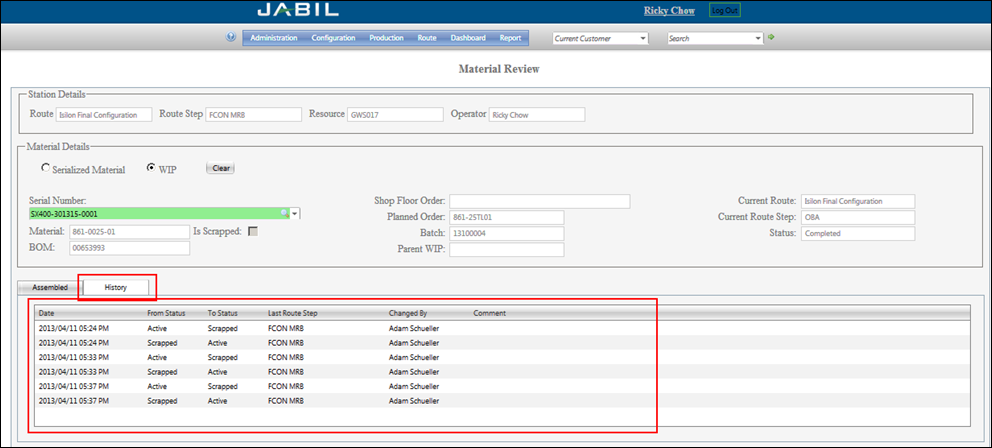 JABIL
Ricky Chow Log Out
Administration Configuration Production Route Dashboard Report Current Customer Search
Material Review
Station Details
Route Isilon Final Configuration Route Step FCON MRB Resource GWS017 Operator Ricky Chow
Material Details
Serialized Material WIP Clear
Serial Number: Shop Floor Order: Current Route: Isilon Final Configuration
SX400-301315-0001 Planned Order: 861-2STL01 Current Route Step: O8A
Material: 861-0025-01 Is Scrapped: Batch: 13100004 Status: Completed
BOM: 00653993 Parent WIP:
Assembled History
Date From Status To Status Last Route Step Changed By Comment
2013/04/11 05:24 PM Active Scrapped FCON MRB Adam Schueller
2013/04/11 05:24 PM Scrapped Active FCON MRB Adam Schueller
2013/04/11 05:33 PM Active Scrapped FCON MRB Adam Schueller
2013/04/11 05:33 PM Scrapped Active FCON MRB Adam Schueller
2013/04/11 05:37 PM Active Scrapped FCON MRB Adam Schueller
2013/04/11 05:37 PM Scrapped Active FCON MRB Adam Schueller